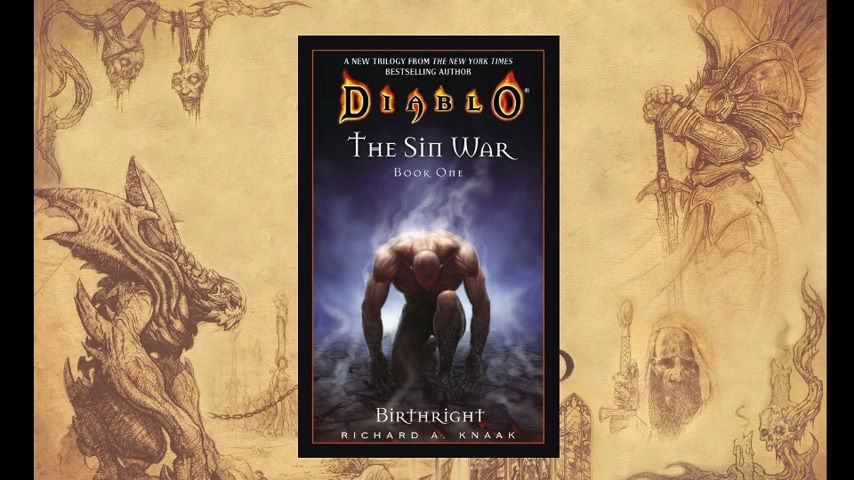 A NEW TRILOGY FROM THE NEW YORK TIMES
BESTSELLING AUTHOR
DIABLO®
THE SIN WAR
BOOK ONE
BIRTHRIGHT
RICHARD A. KNAAK